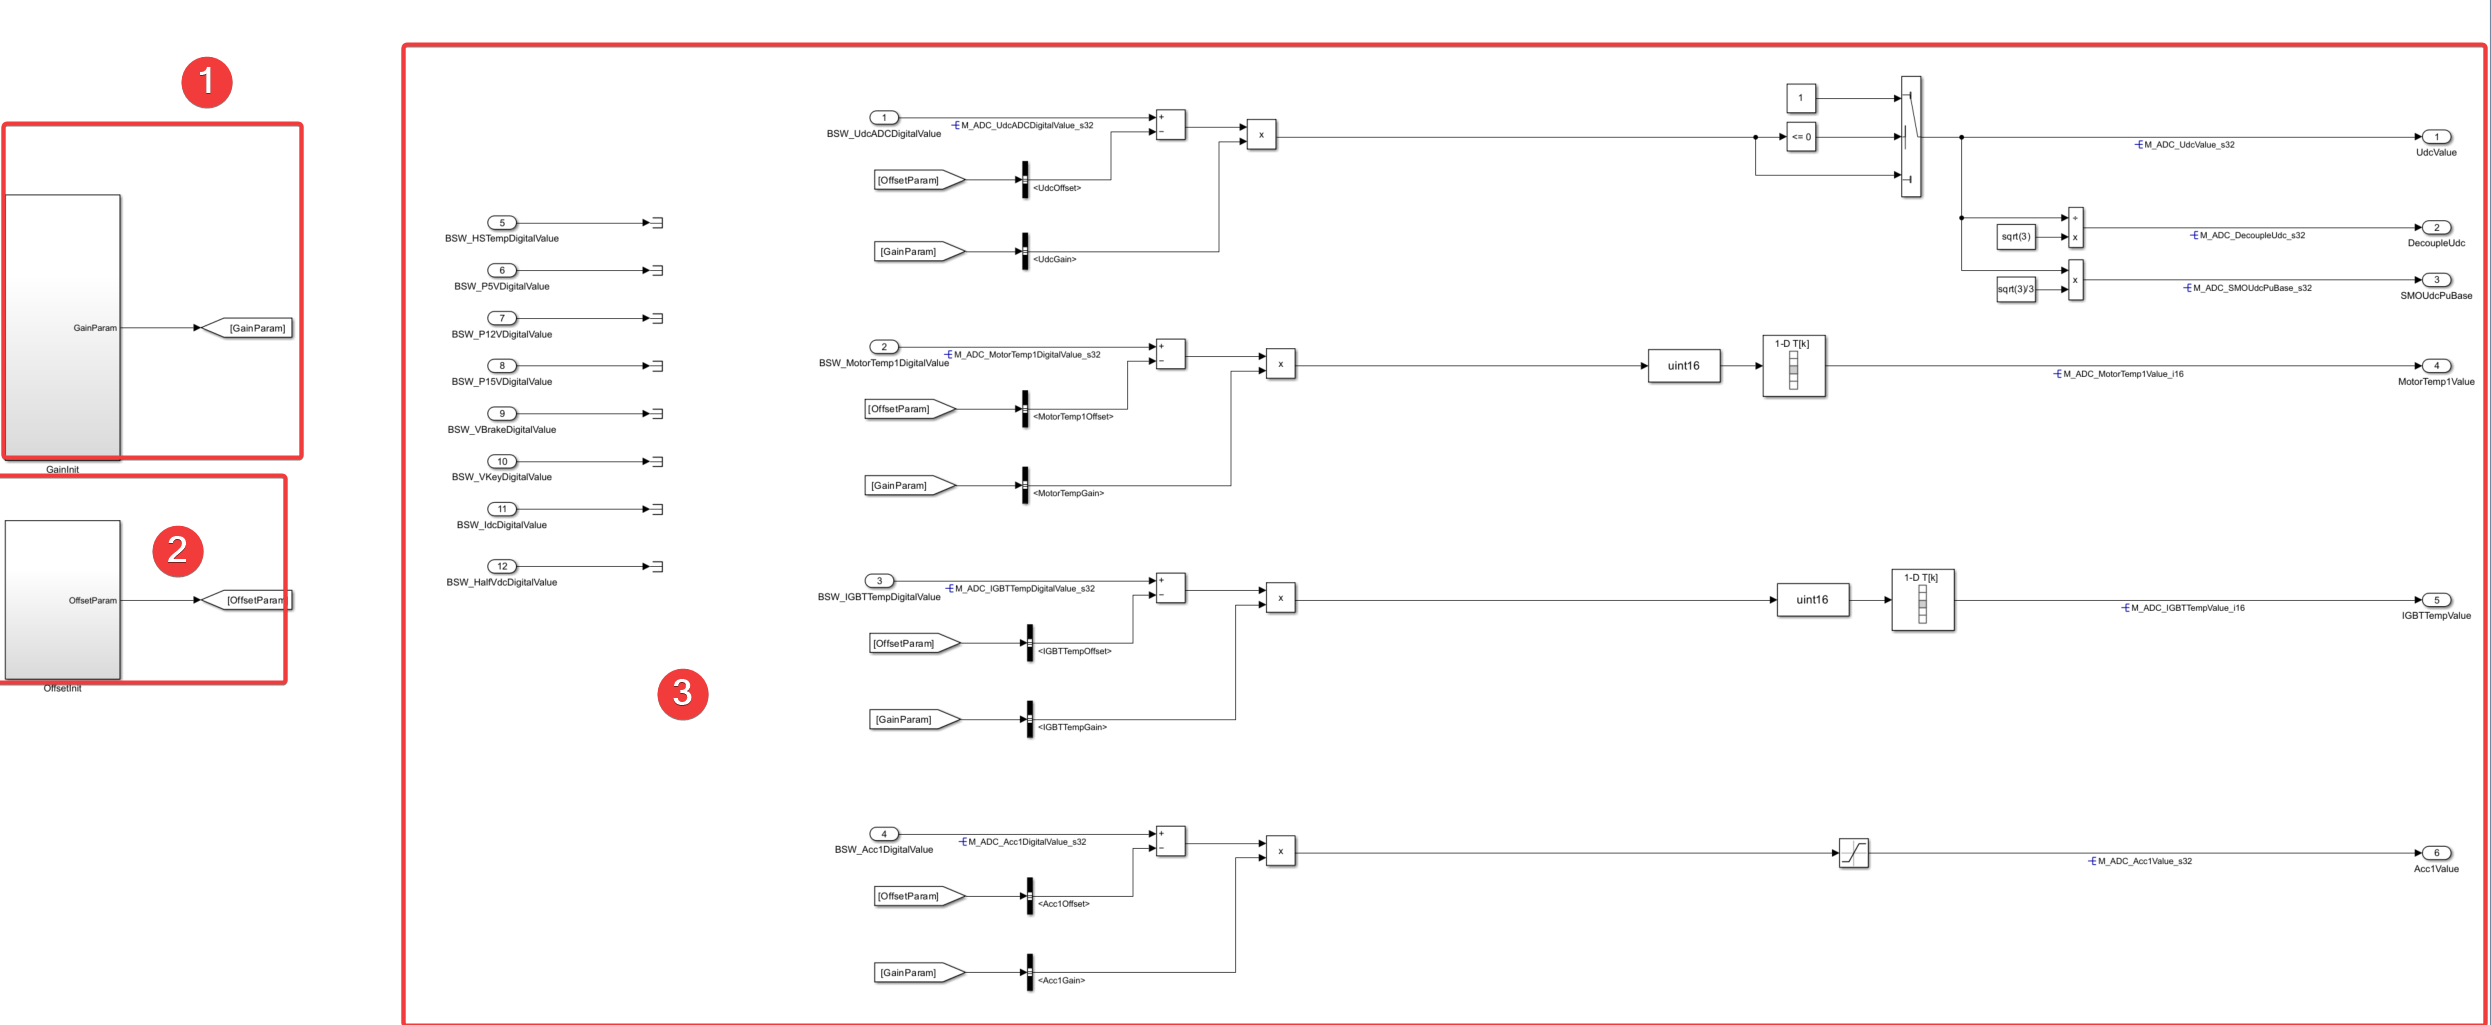 1
GainParam
[GainParam]
GainInit
2
OffsetParam
[OffsetParam]
OffsetInit
3
5
BSW_HSTempDigitalValue
6
BSW_P5VDigitalValue
7
BSW_P12VDigitalValue
8
BSW_P15VDigitalValue
9
BSW_VBrakeDigitalValue
10
BSW_VKeyDigitalValue
11
BSW_IdcDigitalValue
12
BSW_HalfVdcDigitalValue
1
BSW_UdcADCDigitalValue
M_ADC_UdcADCDigitalValue_s32
+
−
x
[OffsetParam]
<UdcOffset>
[GainParam]
<UdcGain>
1
<= 0
M_ADC_UdcValue_s32
1
UdcValue
sqrt(3)
÷
x
M_ADC_DecoupleUdc_s32
2
DecoupleUdc
sqrt(3)/3
x
M_ADC_SMOUdcPuBase_s32
3
SMOUdcPuBase
2
BSW_MotorTemp1DigitalValue
M_ADC_MotorTemp1DigitalValue_s32
+
−
x
[OffsetParam]
<MotorTemp1Offset>
[GainParam]
<MotorTempGain>
uint16
1-D T[k]
M_ADC_MotorTemp1Value_i16
4
MotorTemp1Value
3
BSW_IGBTTempDigitalValue
M_ADC_IGBTTempDigitalValue_s32
+
−
x
[OffsetParam]
<IGBTTempOffset>
[GainParam]
<IGBTTempGain>
uint16
1-D T[k]
M_ADC_IGBTTempValue_i16
5
IGBTTempValue
4
BSW_Acc1DigitalValue
M_ADC_Acc1DigitalValue_s32
+
−
x
[OffsetParam]
<Acc1Offset>
[GainParam]
<Acc1Gain>
M_ADC_Acc1Value_s32
6
Acc1Value